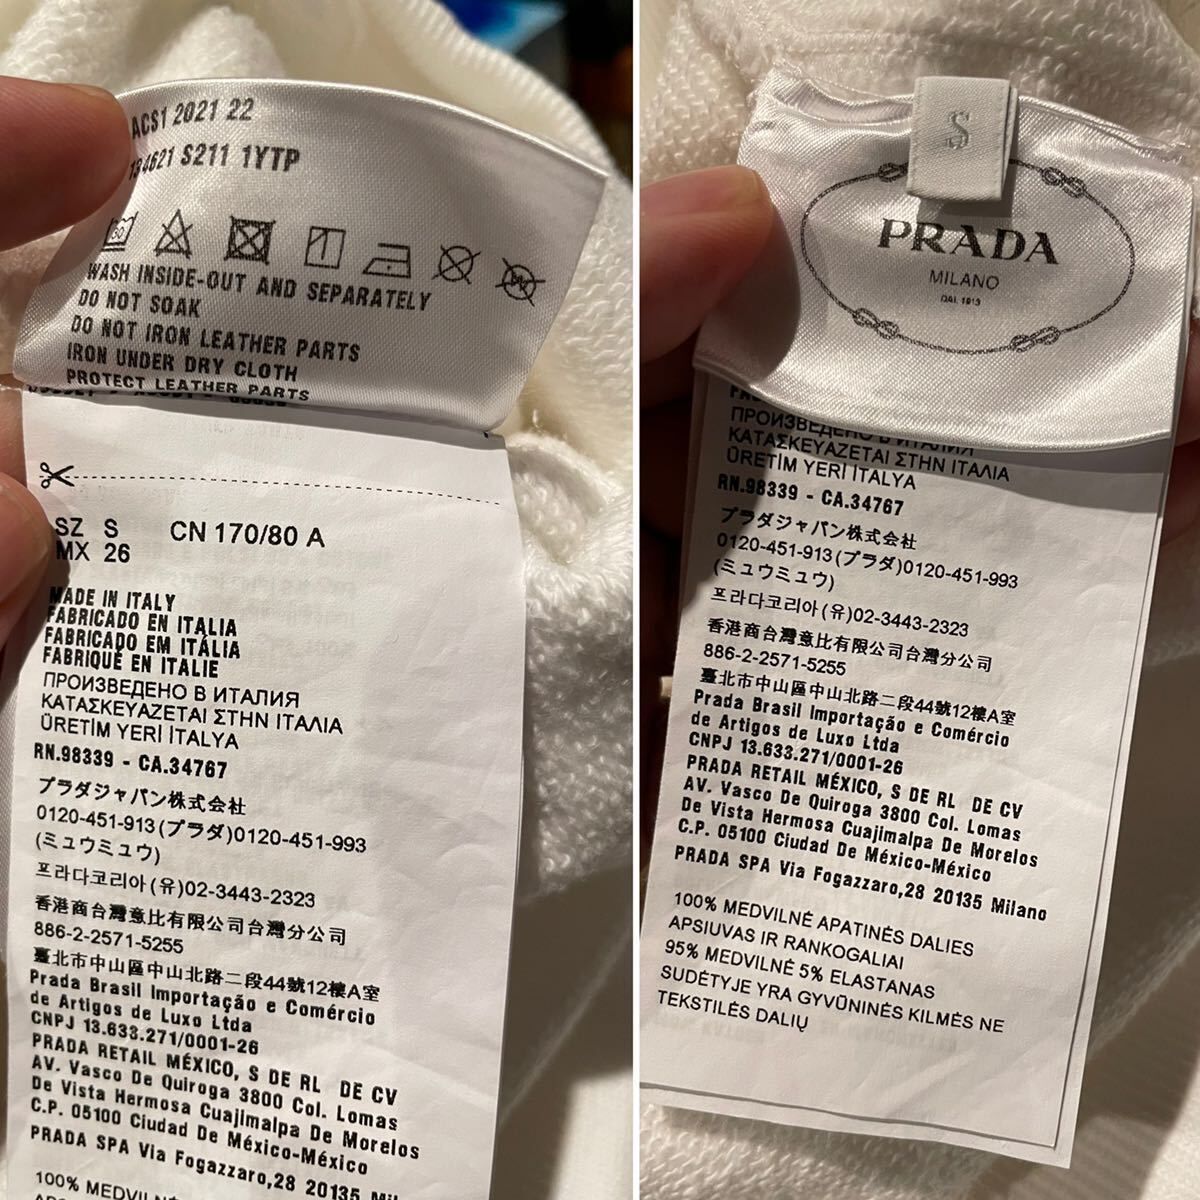 ACS1 2021 22
134621 S211 1YTP
30
WASH INSIDE-OUT AND SEPARATELY
DO NOT SOAK
DO NOT IRON LEATHER PARTS
IRON UNDER DRY CLOTH
PROTECT LEATHER PARTS
SZ S CN 170/80 A
MX 26
MADE IN ITALY
FABRICADO EN ITALIA
FABRICADO EM ITÁLIA
FABRIQUÉ EN ITALIE
ПРОИЗВЕДЕНО В ИТАЛИЯ
ΚΑΤΑΣΚΕΥΑΖΕΤΑΙ ΣΤΗΝ ΙΤΑΛΙΑ
ÜRETİM YERİ İTALYA
RN.98339 - CA.34767
プラダジャパン株式会社
0120-451-913(プラダ)0120-451-993
(ミュウミュウ)
프라다코리아(유)02-3443-2323
香港商台灣意比有限公司台灣分公司
886-2-2571-5255
臺北市中山區中山北路二段44號12樓A室
Prada Brasil Importação e Comércio
de Artigos de Luxo Ltda
CNPJ 13.633.271/0001-26
PRADA RETAIL MÉXICO, S DE RL DE CV
AV. Vasco De Quiroga 3800 Col. Lomas
De Vista Hermosa Cuajimalpa De Morelos
C.P. 05100 Ciudad De México-México
PRADA SPA Via Fogazzaro,28 20135
100% MEDVILNĖ
S
PRADA
MILANO
DAL 1913
ПРОИЗВЕДЕНО В ИТАЛИЯ
ΚΑΤΑΣΚΕΥΑΖΕΤΑΙ ΣΤΗΝ ΙΤΑΛΙΑ
ÜRETİM YERİ İTALYA
RN.98339 - CA.34767
プラダジャパン株式会社
0120-451-913(プラダ)0120-451-993
(ミュウミュウ)
프라다코리아(유)02-3443-2323
香港商台灣意比有限公司台灣分公司
886-2-2571-5255
臺北市中山區中山北路二段44號12樓A室
Prada Brasil Importação e Comércio
de Artigos de Luxo Ltda
CNPJ 13.633.271/0001-26
PRADA RETAIL MÉXICO, S DE RL DE CV
AV. Vasco De Quiroga 3800 Col. Lomas
De Vista Hermosa Cuajimalpa De Morelos
C.P. 05100 Ciudad De México-México
PRADA SPA Via Fogazzaro,28 20135 Milano
100% MEDVILNĖ APATINĖS DALIES
APSIUVAS IR RANKOGALIAI
95% MEDVILNĖ 5% ELASTANAS
SUDĖTYJE YRA GYVŪNINĖS KILMĖS NE
TEKSTILĖS DALIŲ